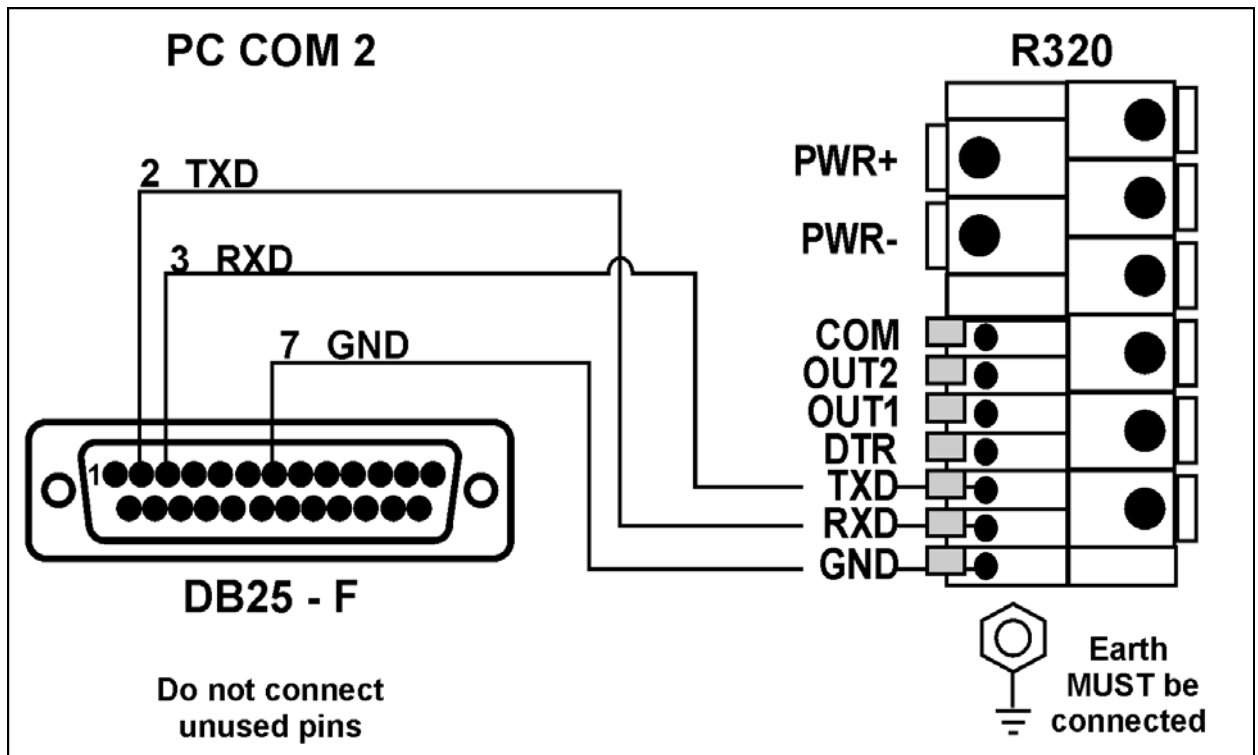 PC COM 2
R320
2 TXD
3 RXD
7 GND
1
DB25 - F
Do not connect
unused pins
PWR+
PWR-
COM
OUT2
OUT1
DTR
TXD
RXD
GND
Earth
MUST be
connected